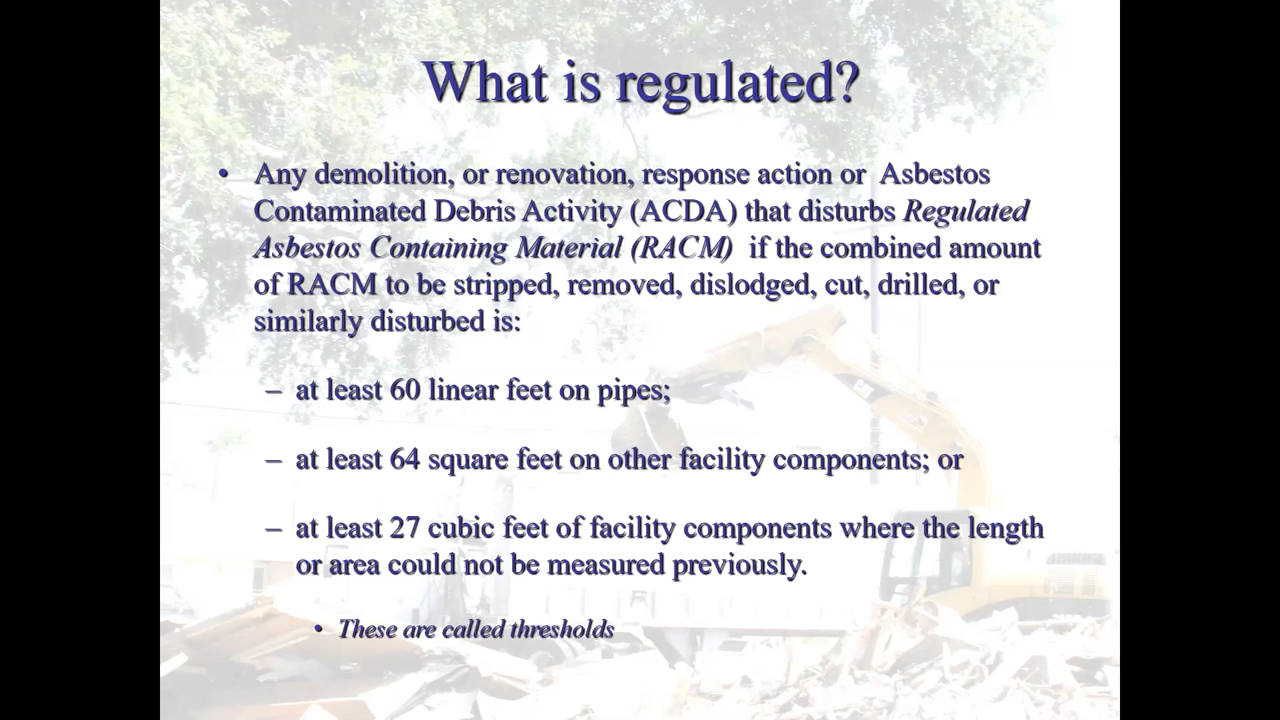 What is regulated?
• Any demolition, or renovation, response action or Asbestos
Contaminated Debris Activity (ACDA) that disturbs Regulated
Asbestos Containing Material (RACM) if the combined amount
of RACM to be stripped, removed, dislodged, cut, drilled, or
similarly disturbed is:
– at least 60 linear feet on pipes;
– at least 64 square feet on other facility components; or
– at least 27 cubic feet of facility components where the length
or area could not be measured previously.
• These are called thresholds